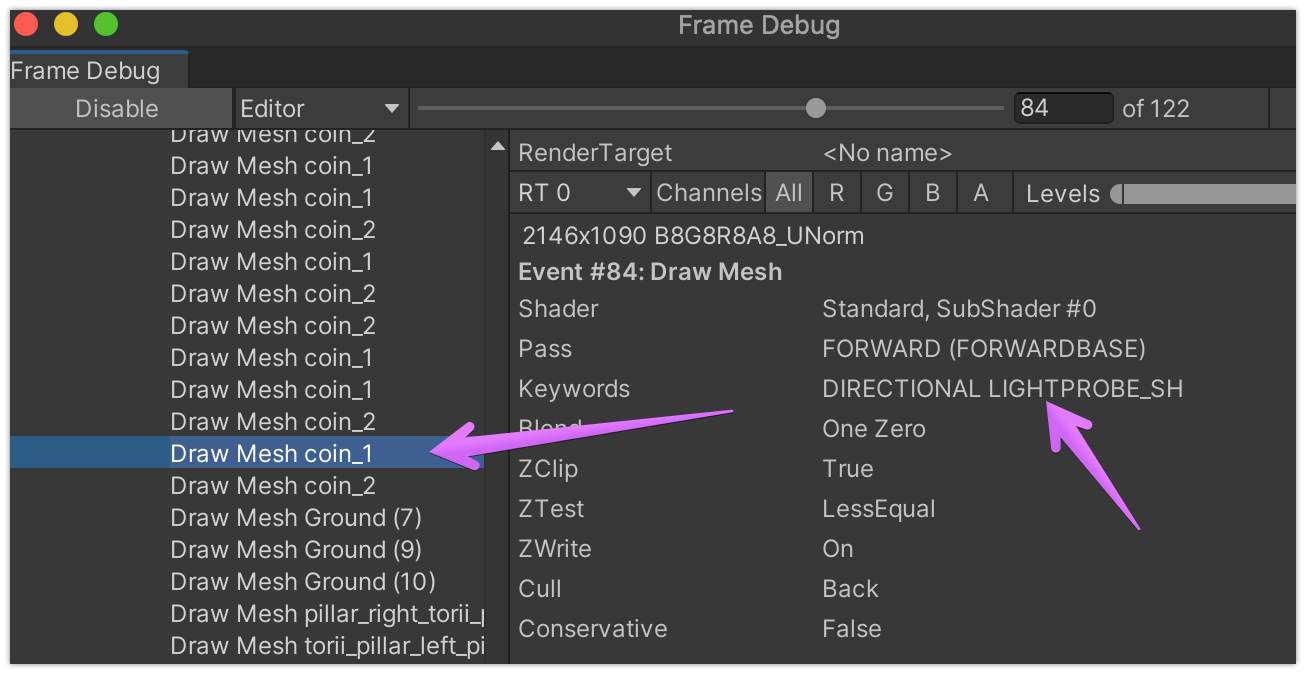 Frame Debug
Frame Debug
Disable Editor 84 of 122
Draw Mesh coin_2
Draw Mesh coin_1
Draw Mesh coin_1
Draw Mesh coin_2
Draw Mesh coin_1
Draw Mesh coin_2
Draw Mesh coin_2
Draw Mesh coin_1
Draw Mesh coin_1
Draw Mesh coin_2
Draw Mesh coin_1
Draw Mesh coin_2
Draw Mesh Ground (7)
Draw Mesh Ground (9)
Draw Mesh Ground (10)
Draw Mesh pillar_right_torii_p
Draw Mesh torii_pillar_left_pi
RenderTarget <No name>
RT 0 Channels All R G B A Levels
2146x1090 B8G8R8A8_UNorm
Event #84: Draw Mesh
Shader Standard, SubShader #0
Pass FORWARD (FORWARDBASE)
Keywords DIRECTIONAL LIGHTPROBE_SH
Blend One Zero
ZClip True
ZTest LessEqual
ZWrite On
Cull Back
Conservative False